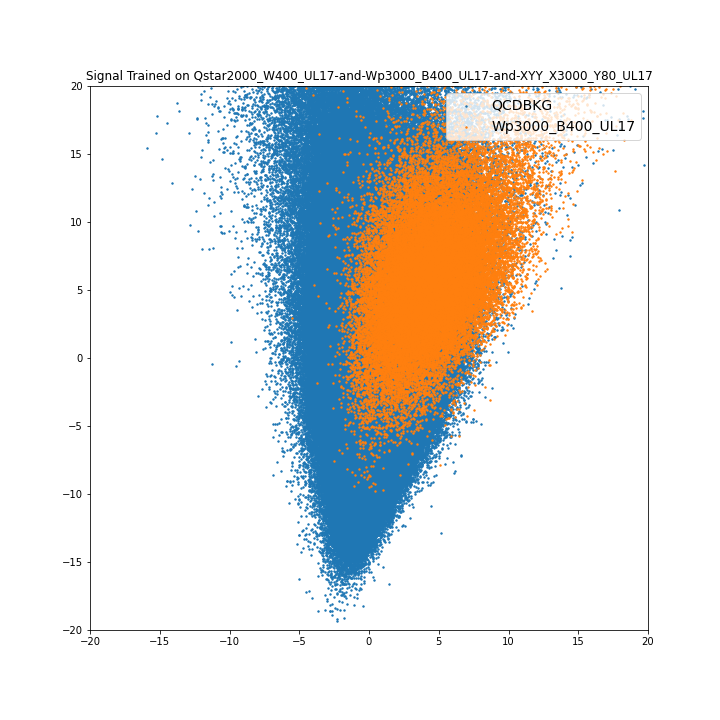 Signal Trained on Qstar2000_W400_UL17-and-Wp3000_B400_UL17-and-XYY_X3000_Y80_UL17
QCDBKG
Wp3000_B400_UL17
20
15
10
5
0
−5
−10
−15
−20
−20 −15 −10 −5 0 5 10 15 20